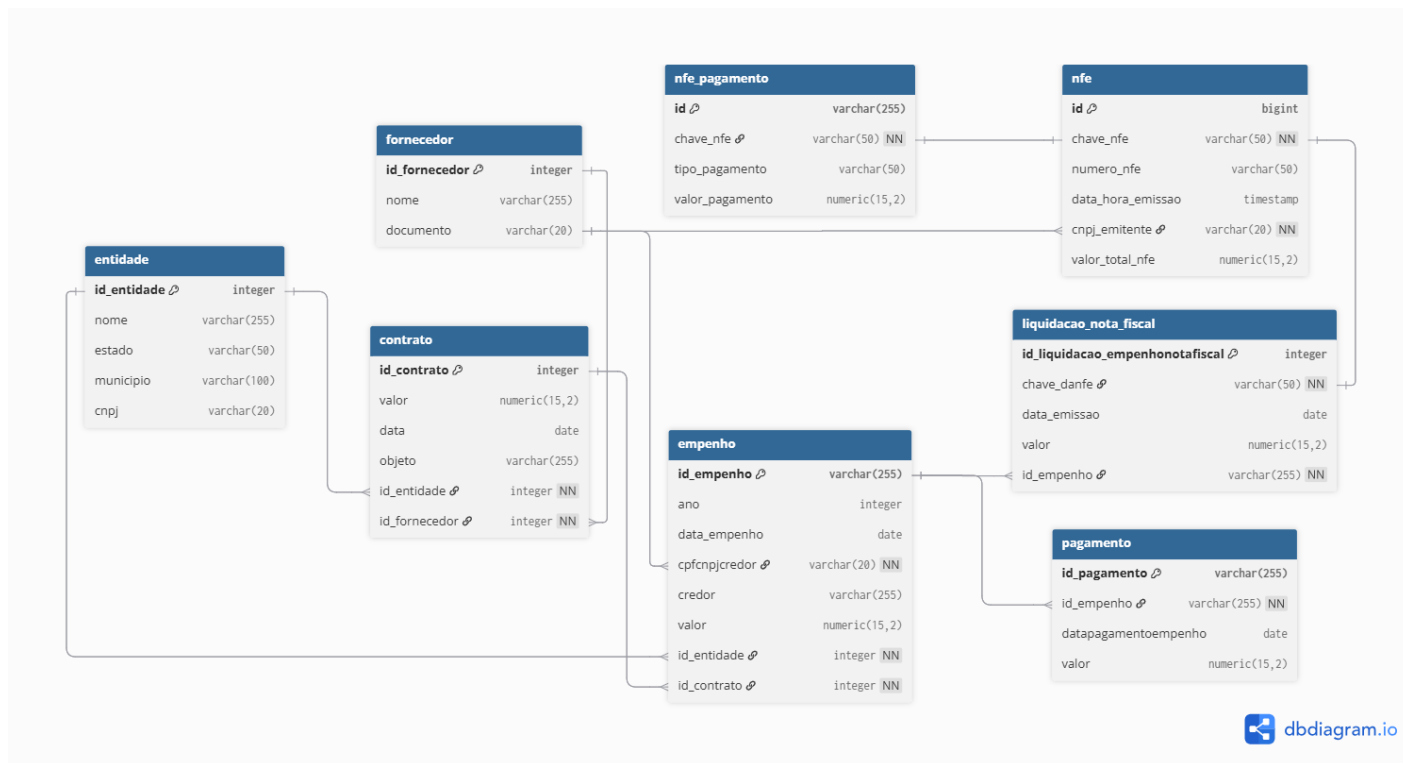 nfe_pagamento
id varchar(255)
chave_nfe varchar(50) NN
tipo_pagamento varchar(50)
valor_pagamento numeric(15,2)
nfe
id bigint
chave_nfe varchar(50) NN
numero_nfe varchar(50)
data_hora_emissao timestamp
cnpj_emitente varchar(20) NN
valor_total_nfe numeric(15,2)
fornecedor
id_fornecedor integer
nome varchar(255)
documento varchar(20)
entidade
id_entidade integer
nome varchar(255)
estado varchar(50)
municipio varchar(100)
cnpj varchar(20)
contrato
id_contrato integer
valor numeric(15,2)
data date
objeto varchar(255)
id_entidade integer NN
id_fornecedor integer NN
liquidacao_nota_fiscal
id_liquidacao_empenhonotafiscal integer
chave_danfe varchar(50) NN
data_emissao date
valor numeric(15,2)
id_empenho varchar(255) NN
empenho
id_empenho varchar(255)
ano integer
data_empenho date
cpfcnpjcredor varchar(20) NN
credor varchar(255)
valor numeric(15,2)
id_entidade integer NN
id_contrato integer NN
pagamento
id_pagamento varchar(255)
id_empenho varchar(255) NN
datapagamentoempenho date
valor numeric(15,2)
dbdiagram.io